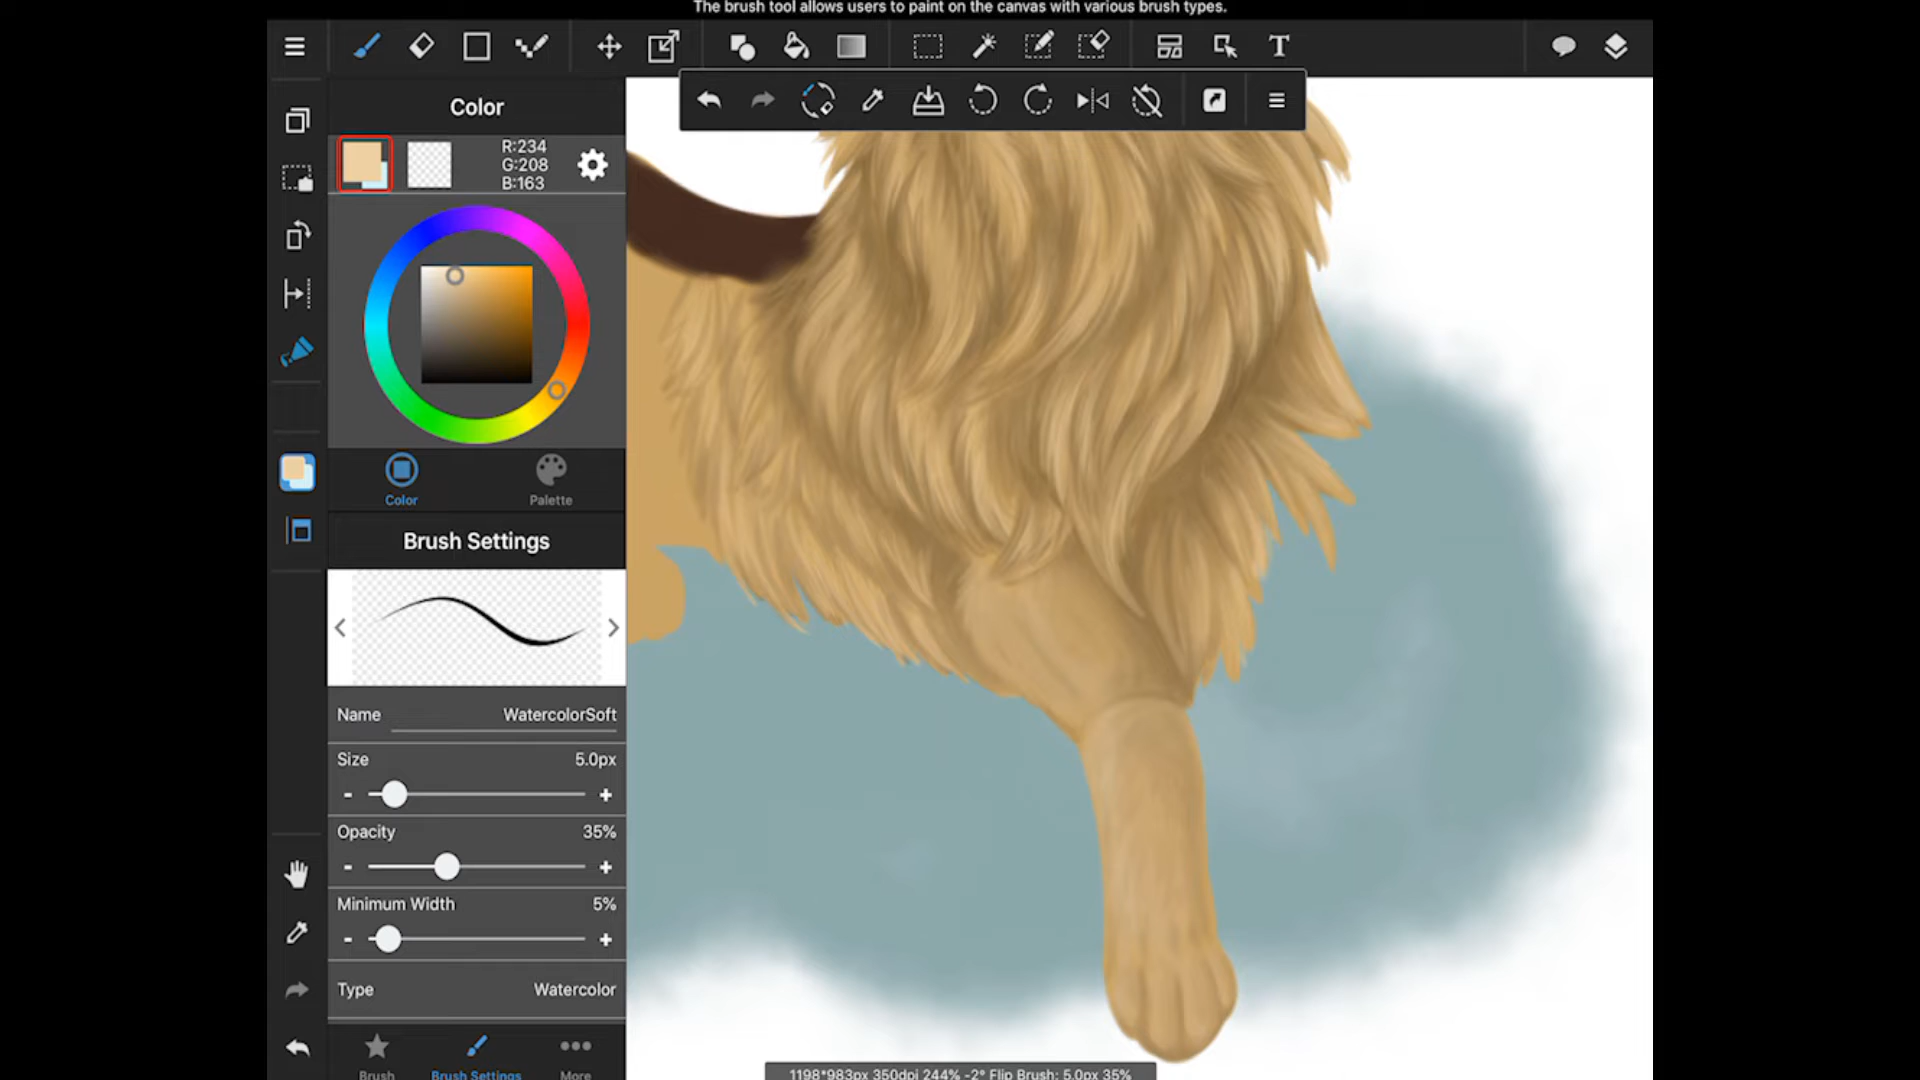 The brush tool allows users to paint on the canvas with various brush types.
T
Color
R:234
G:208
B:163
Color Palette
Brush Settings
Name WatercolorSoft
Size 5.0px
- +
Opacity 35%
- +
Minimum Width 5%
- +
Type Watercolor
Brush Brush Settings More
1198*983px 350dpi 244% -2° Flip Brush: 5.0px 35%